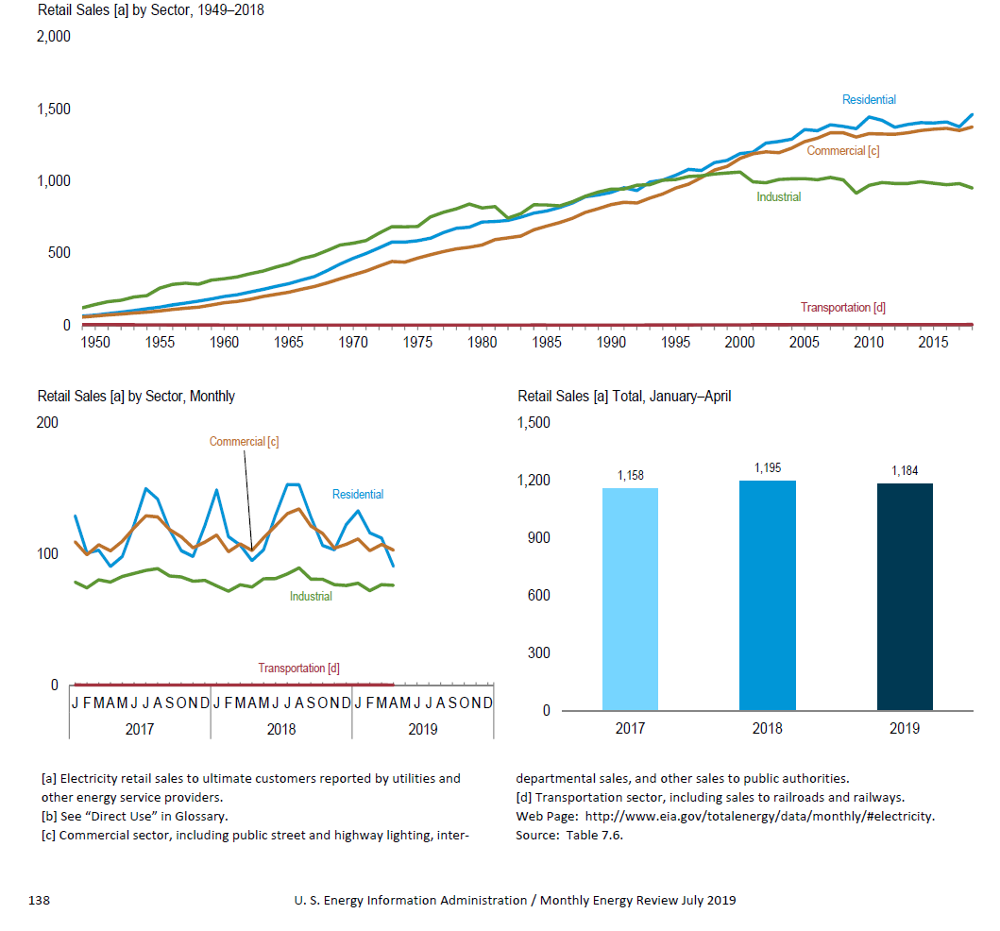 Retail Sales [a] by Sector, 1949–2018
2,000
1,500
1,000
500
0
Residential
Commercial [c]
Industrial
Transportation [d]
1950 1955 1960 1965 1970 1975 1980 1985 1990 1995 2000 2005 2010 2015
Retail Sales [a] by Sector, Monthly
200
100
0
Commercial [c]
Residential
Industrial
Transportation [d]
J F M A M J J A S O N D J F M A M J J A S O N D J F M A M J J A S O N D
2017 2018 2019
Retail Sales [a] Total, January–April
1,500
1,200
900
600
300
0
1,158 1,195 1,184
2017 2018 2019
[a] Electricity retail sales to ultimate customers reported by utilities and
other energy service providers.
[b] See “Direct Use” in Glossary.
[c] Commercial sector, including public street and highway lighting, inter-
departmental sales, and other sales to public authorities.
[d] Transportation sector, including sales to railroads and railways.
Web Page: http://www.eia.gov/totalenergy/data/monthly/#electricity.
Source: Table 7.6.
138 U. S. Energy Information Administration / Monthly Energy Review July 2019